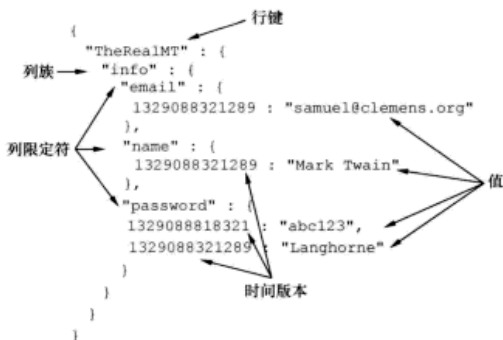 行键
{
"TheRealMT" : {
列族
"info" : {
"email" : {
1329088321289 : "samuel@clemens.org"
},
列限定符
"name" : {
1329088321289 : "Mark Twain"
值
},
"password" : {
1329088818321 : "abc123",
1329088321289 : "Langhorne"
}
时间版本
}
}
}